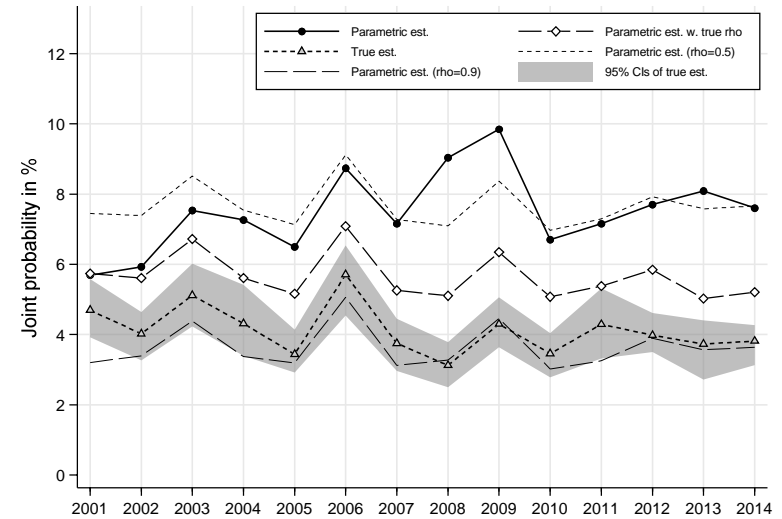 Parametric est.
Parametric est. w. true rho
True est.
Parametric est. (rho=0.5)
Parametric est. (rho=0.9)
95% CIs of true est.
Joint probability in %
12
10
8
6
4
2
0
2001 2002 2003 2004 2005 2006 2007 2008 2009 2010 2011 2012 2013 2014